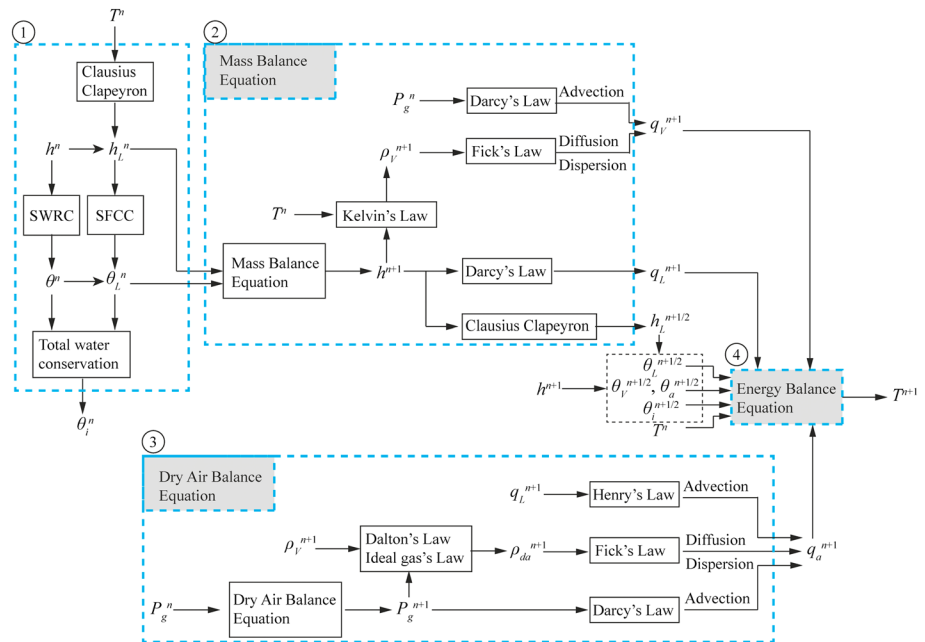 ①
T^n
Clausius
Clapeyron
h^n
h_L^n
SWRC
SFCC
θ^n
θ_L^n
Total water
conservation
θ_i^n
②
Mass Balance
Equation
P_g^n
Darcy's Law
Advection
q_V^{n+1}
ρ_V^{n+1}
Fick's Law
Diffusion
Dispersion
T^n
Kelvin's Law
Mass Balance
Equation
h^{n+1}
Darcy's Law
q_L^{n+1}
Clausius Clapeyron
h_L^{n+1/2}
④
θ_L^{n+1/2}
h^{n+1}
θ_V^{n+1/2}, θ_a^{n+1/2}
θ_i^{n+1/2}
T^n
Energy Balance
Equation
T^{n+1}
③
Dry Air Balance
Equation
q_L^{n+1}
Henry's Law
Advection
ρ_V^{n+1}
Dalton's Law
Ideal gas's Law
ρ_{da}^{n+1}
Fick's Law
Diffusion
Dispersion
q_a^{n+1}
P_g^n
Dry Air Balance
Equation
P_g^{n+1}
Darcy's Law
Advection